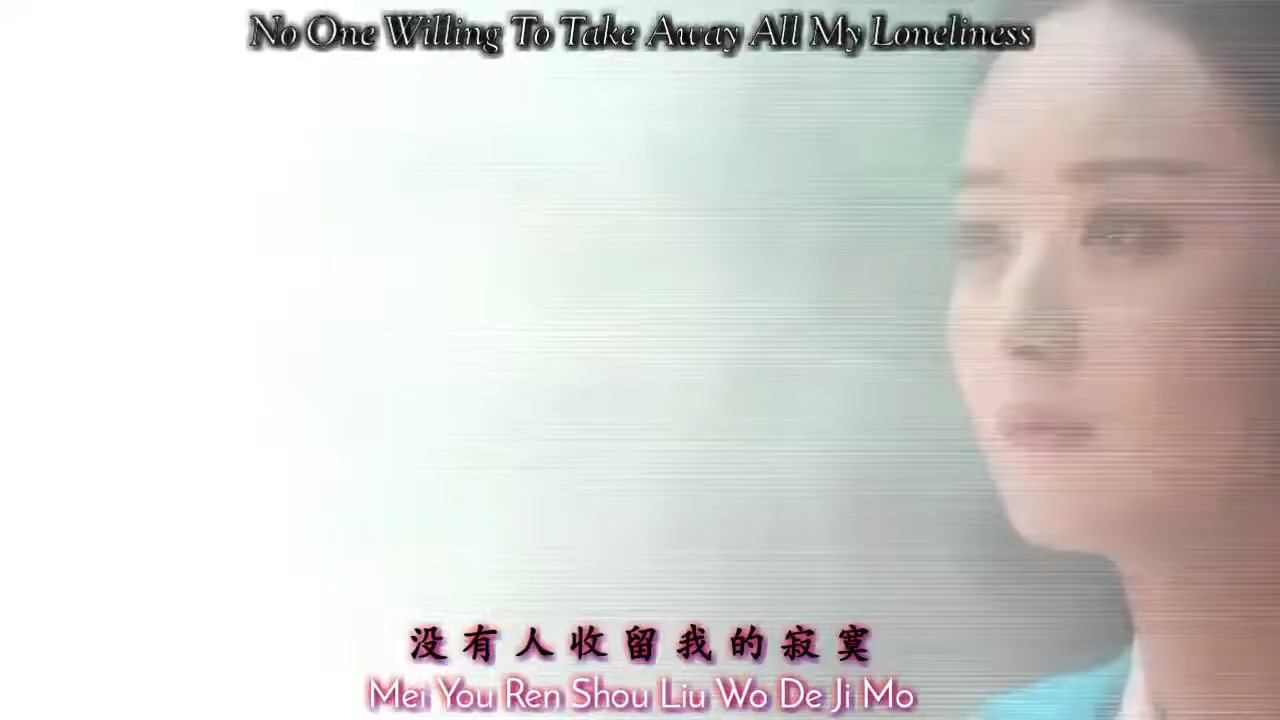 No One Willing To Take Away All My Loneliness
没有人收留我的寂寞
Mei You Ren Shou Liu Wo De Ji Mo